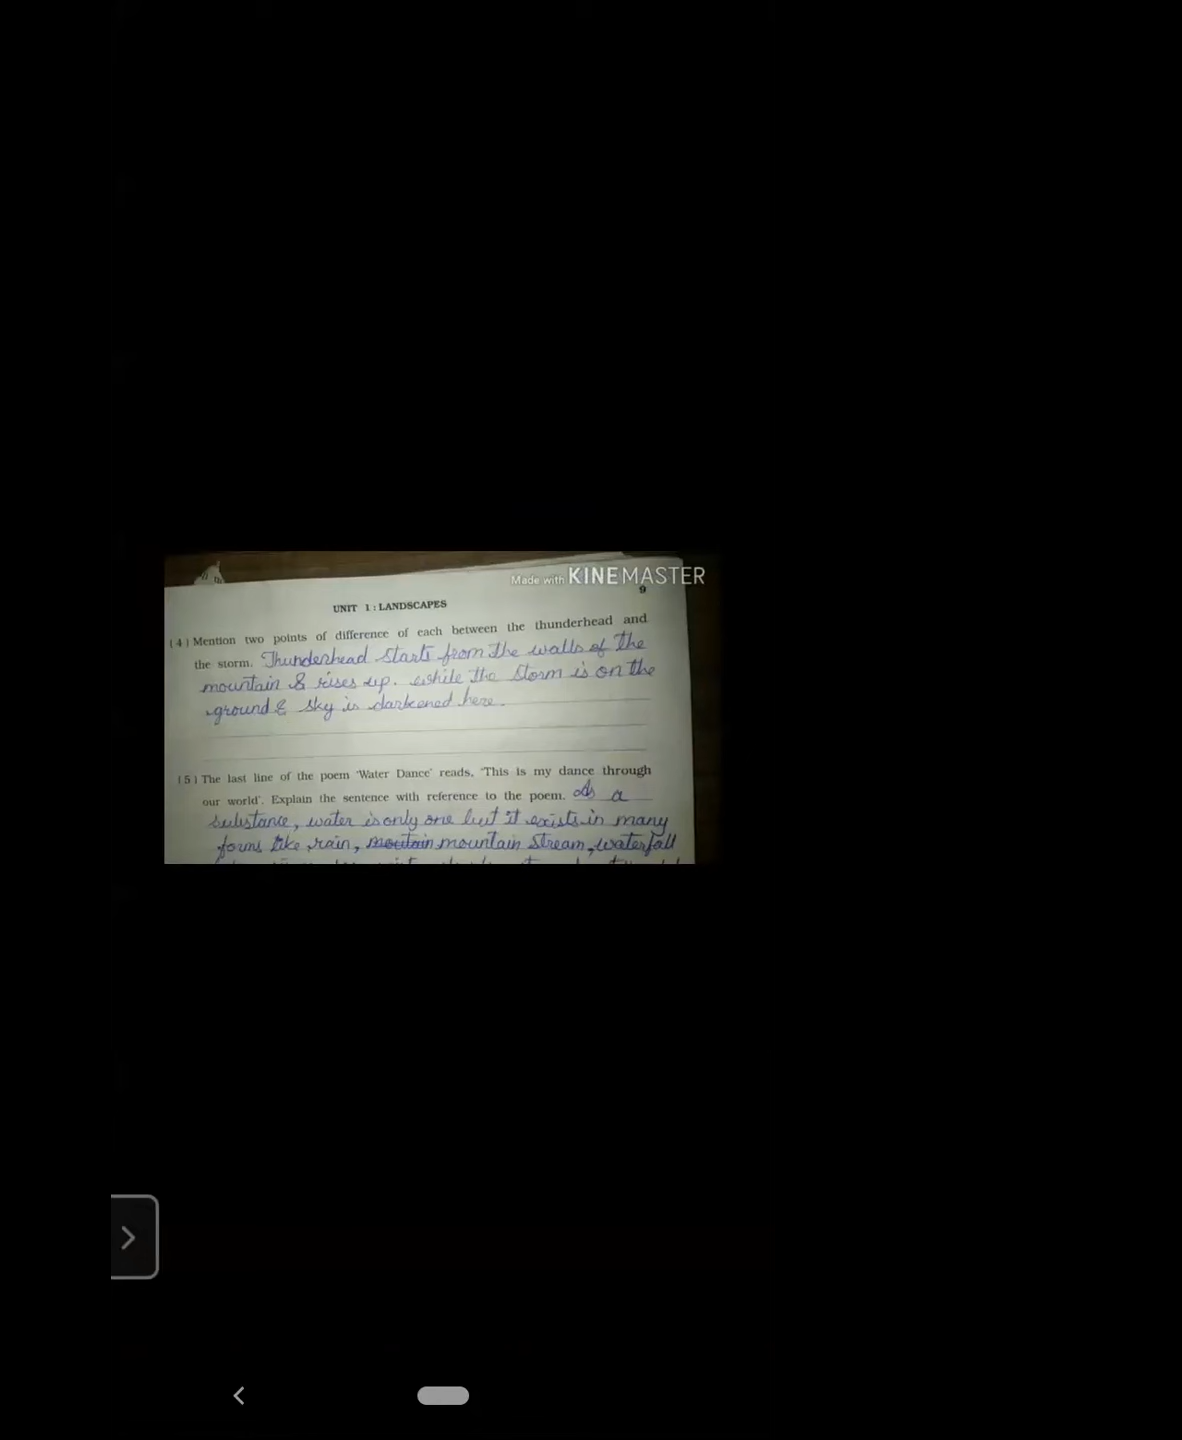 Made with KINEMASTER
9
UNIT 1 : LANDSCAPES
( 4 ) Mention two points of difference of each between the thunderhead and
the storm. Thunderhead starts from the walls of the
mountain & rises up. while the storm is on the
ground & sky is darkened here.
( 5 ) The last line of the poem 'Water Dance' reads, 'This is my dance through
our world'. Explain the sentence with reference to the poem. As a
substance, water is only one but it exists in many
forms like rain, moutain mountain stream, waterfall